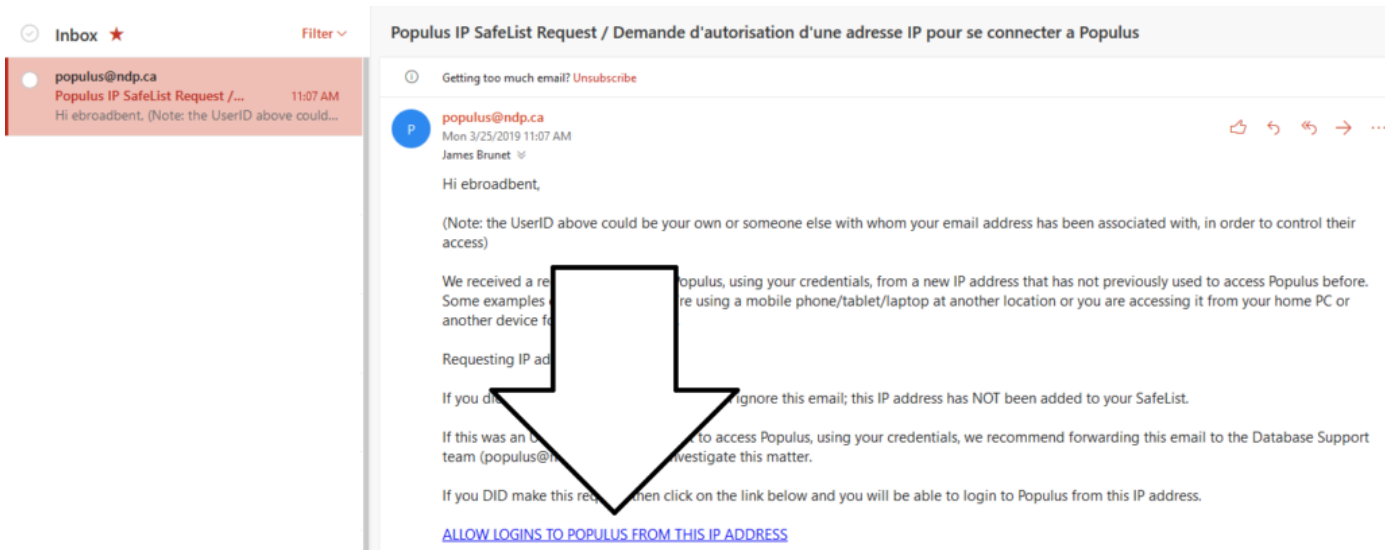 Inbox ★
Filter
populus@ndp.ca
Populus IP SafeList Request /...
11:07 AM
Hi ebroadbent, (Note: the UserID above could...
Populus IP SafeList Request / Demande d'autorisation d'une adresse IP pour se connecter a Populus
Getting too much email? Unsubscribe
P
populus@ndp.ca
Mon 3/25/2019 11:07 AM
James Brunet
Hi ebroadbent,
(Note: the UserID above could be your own or someone else with whom your email address has been associated with, in order to control their
access)
We received a re opulus, using your credentials, from a new IP address that has not previously used to access Populus before.
Some examples re using a mobile phone/tablet/laptop at another location or you are accessing it from your home PC or
another device fo
Requesting IP ad
If you di ignore this email; this IP address has NOT been added to your SafeList.
If this was an to access Populus, using your credentials, we recommend forwarding this email to the Database Support
team (populus@n vestigate this matter.
If you DID make this req then click on the link below and you will be able to login to Populus from this IP address.
ALLOW LOGINS TO POPULUS FROM THIS IP ADDRESS